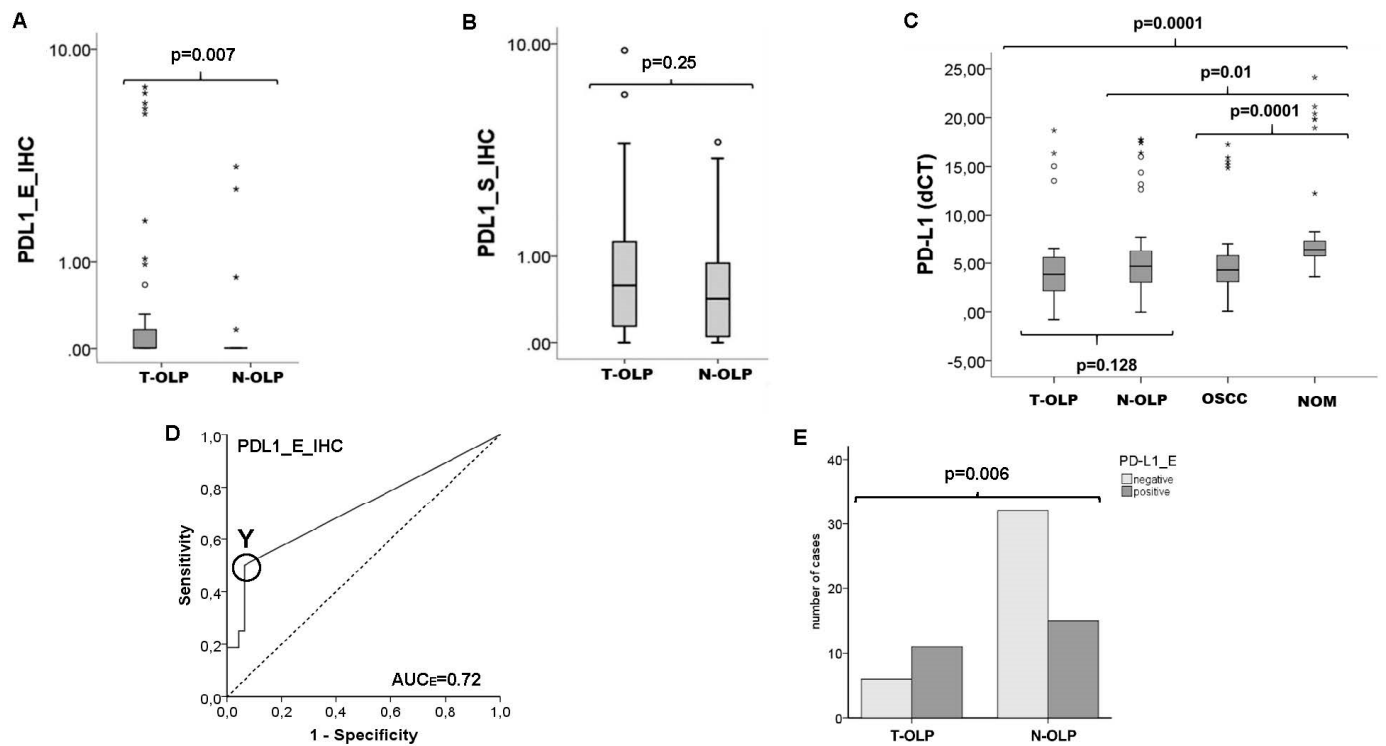 A
10.00
p=0.007
PDL1_E_IHC
1.00
.00
T-OLP
N-OLP
B
10.00
p=0.25
PDL1_S_IHC
1.00
.00
T-OLP
N-OLP
C
p=0.0001
25,00
p=0.01
20,00
p=0.0001
15,00
PD-L1 (dCT)
10,00
5,00
,00
-5,00
p=0.128
T-OLP
N-OLP
OSCC
NOM
D
1,0
PDL1_E_IHC
0,8
Y
0,6
Sensitivity
0,4
0,2
AUCE=0.72
0,0
0,0
0,2
0,4
0,6
0,8
1,0
1 - Specificity
E
40
p=0.006
PD-L1_E
negative
positive
30
number of cases
20
10
0
T-OLP
N-OLP